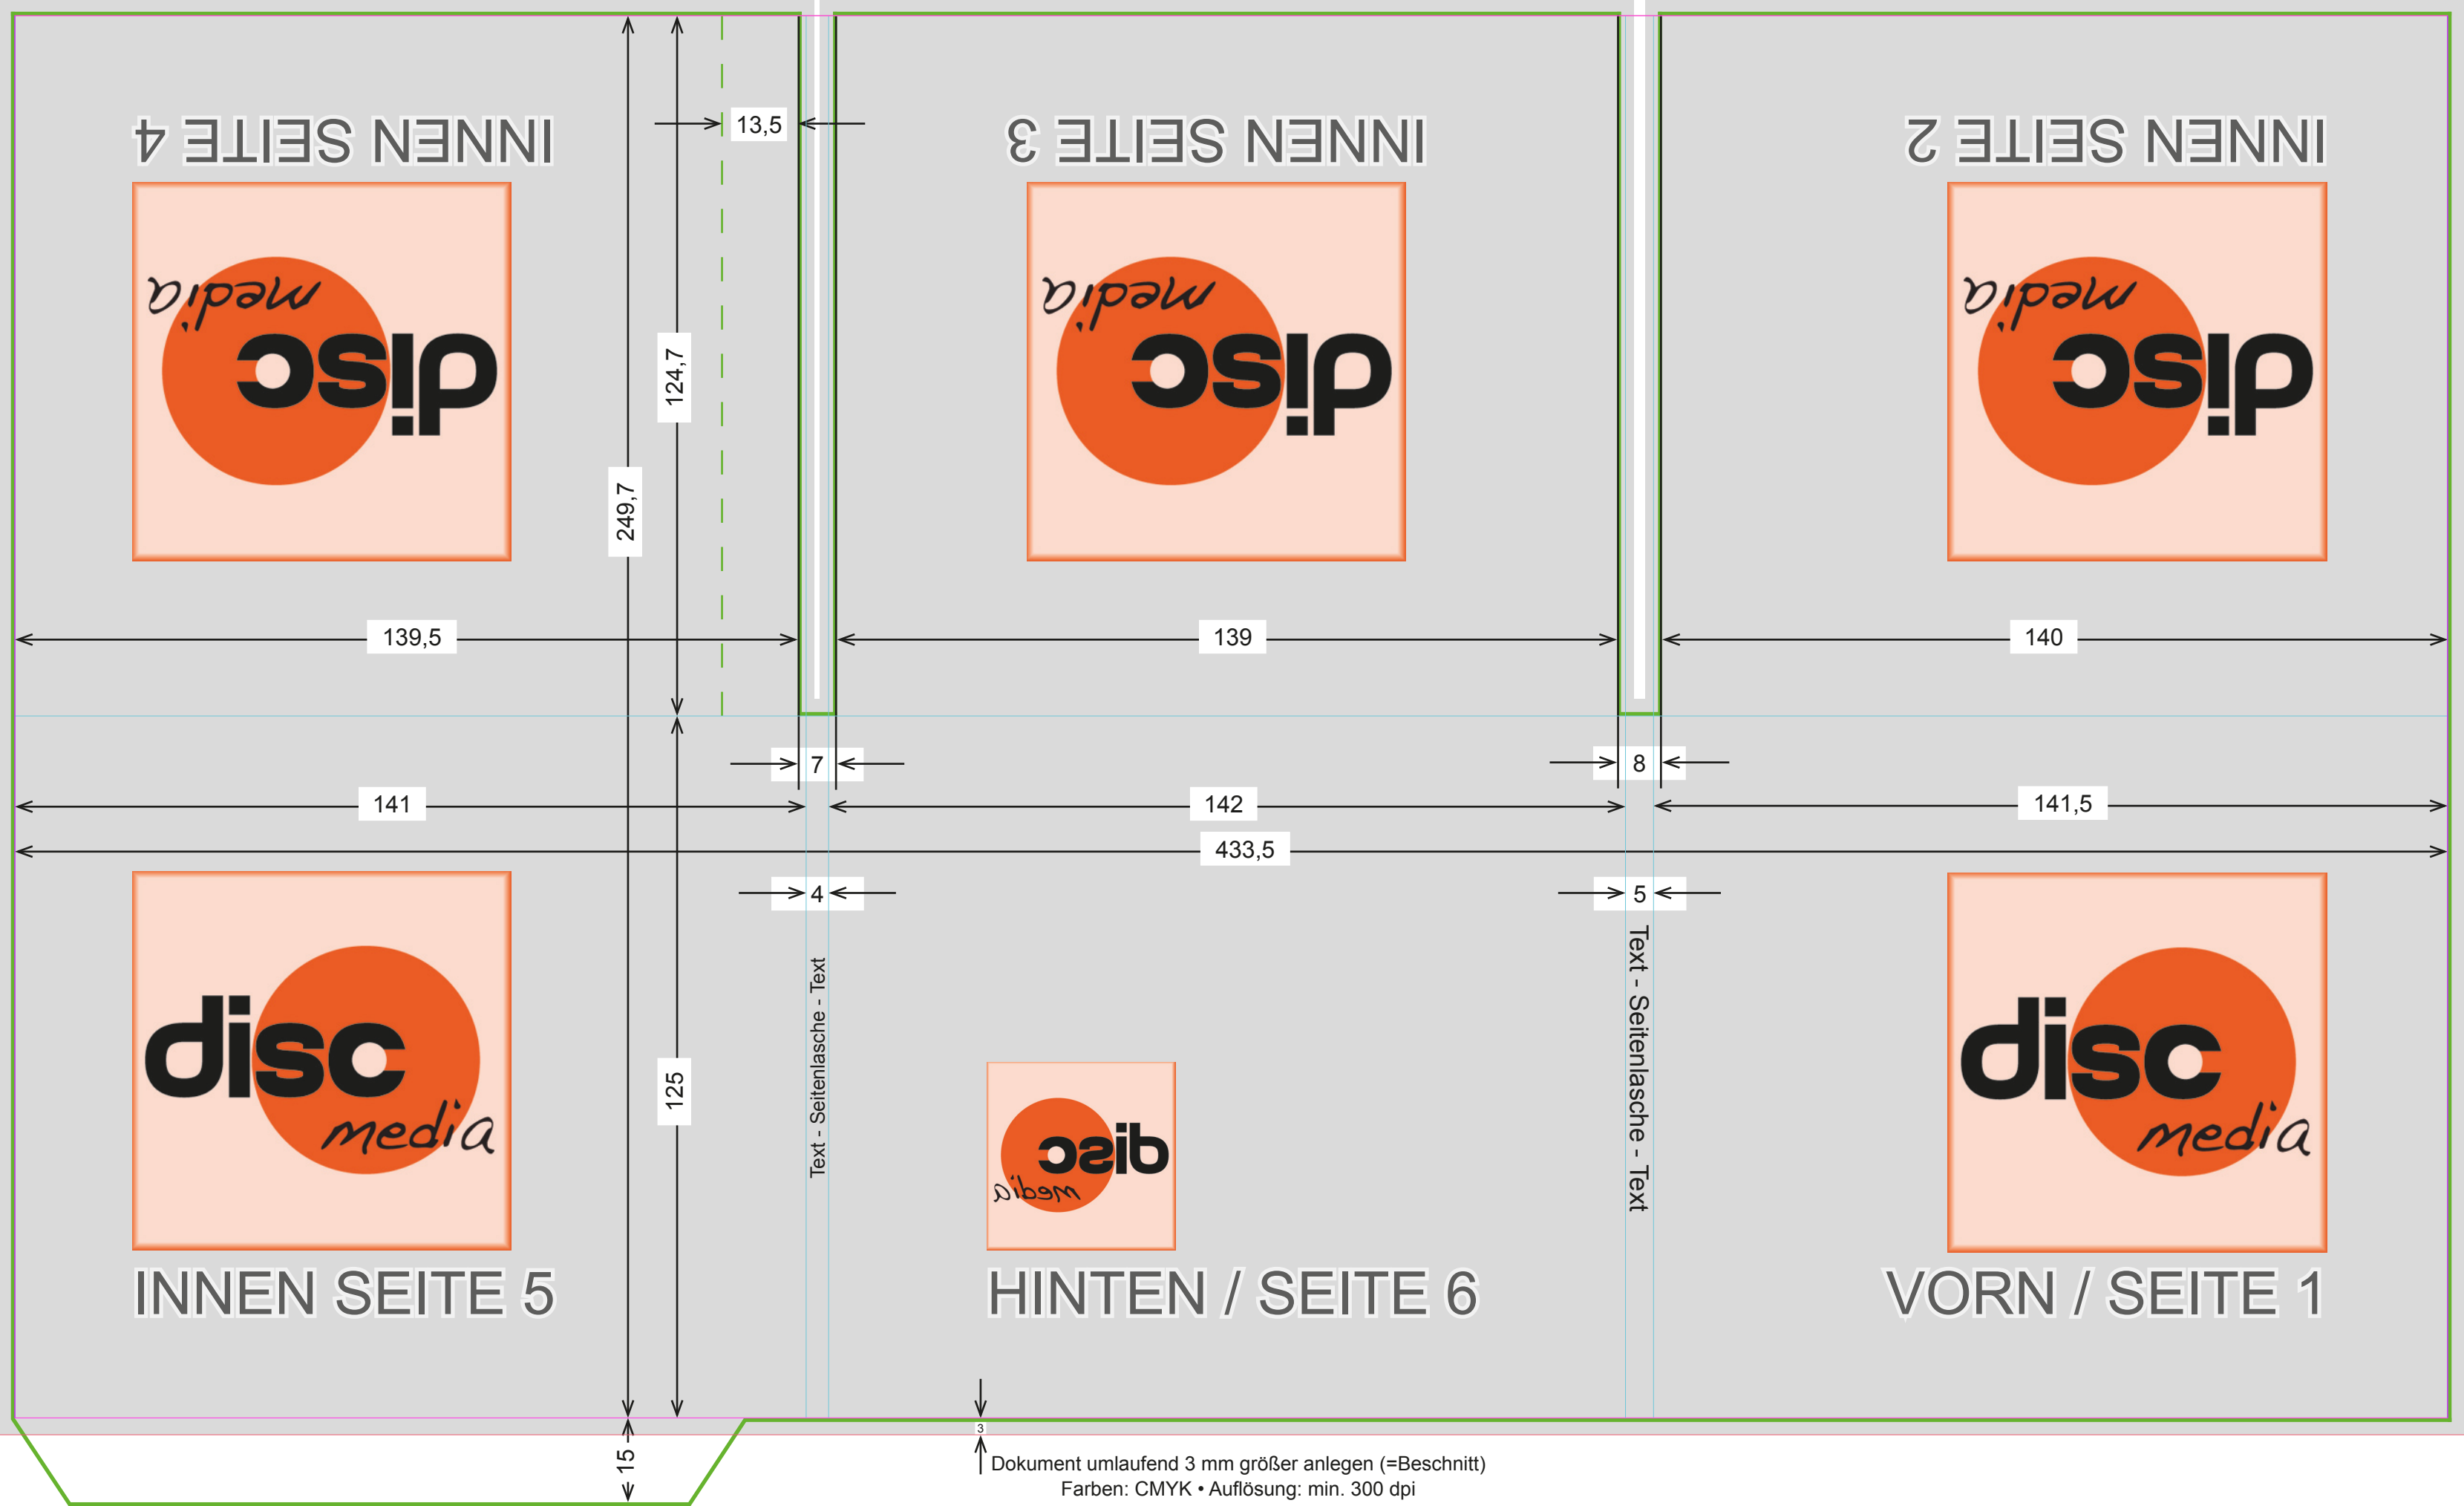 INNEN SEITE 4
INNEN SEITE 3
INNEN SEITE 2
13,5
disc
media
disc
media
disc
media
124,7
249,7
139,5
139
140
7
8
141
142
141,5
433,5
4
5
disc
media
125
Text - Seitenlasche - Text
disc
media
Text - Seitenlasche - Text
disc
media
INNEN SEITE 5
HINTEN / SEITE 6
VORN / SEITE 1
3
15
Dokument umlaufend 3 mm größer anlegen (=Beschnitt)
Farben: CMYK • Auflösung: min. 300 dpi